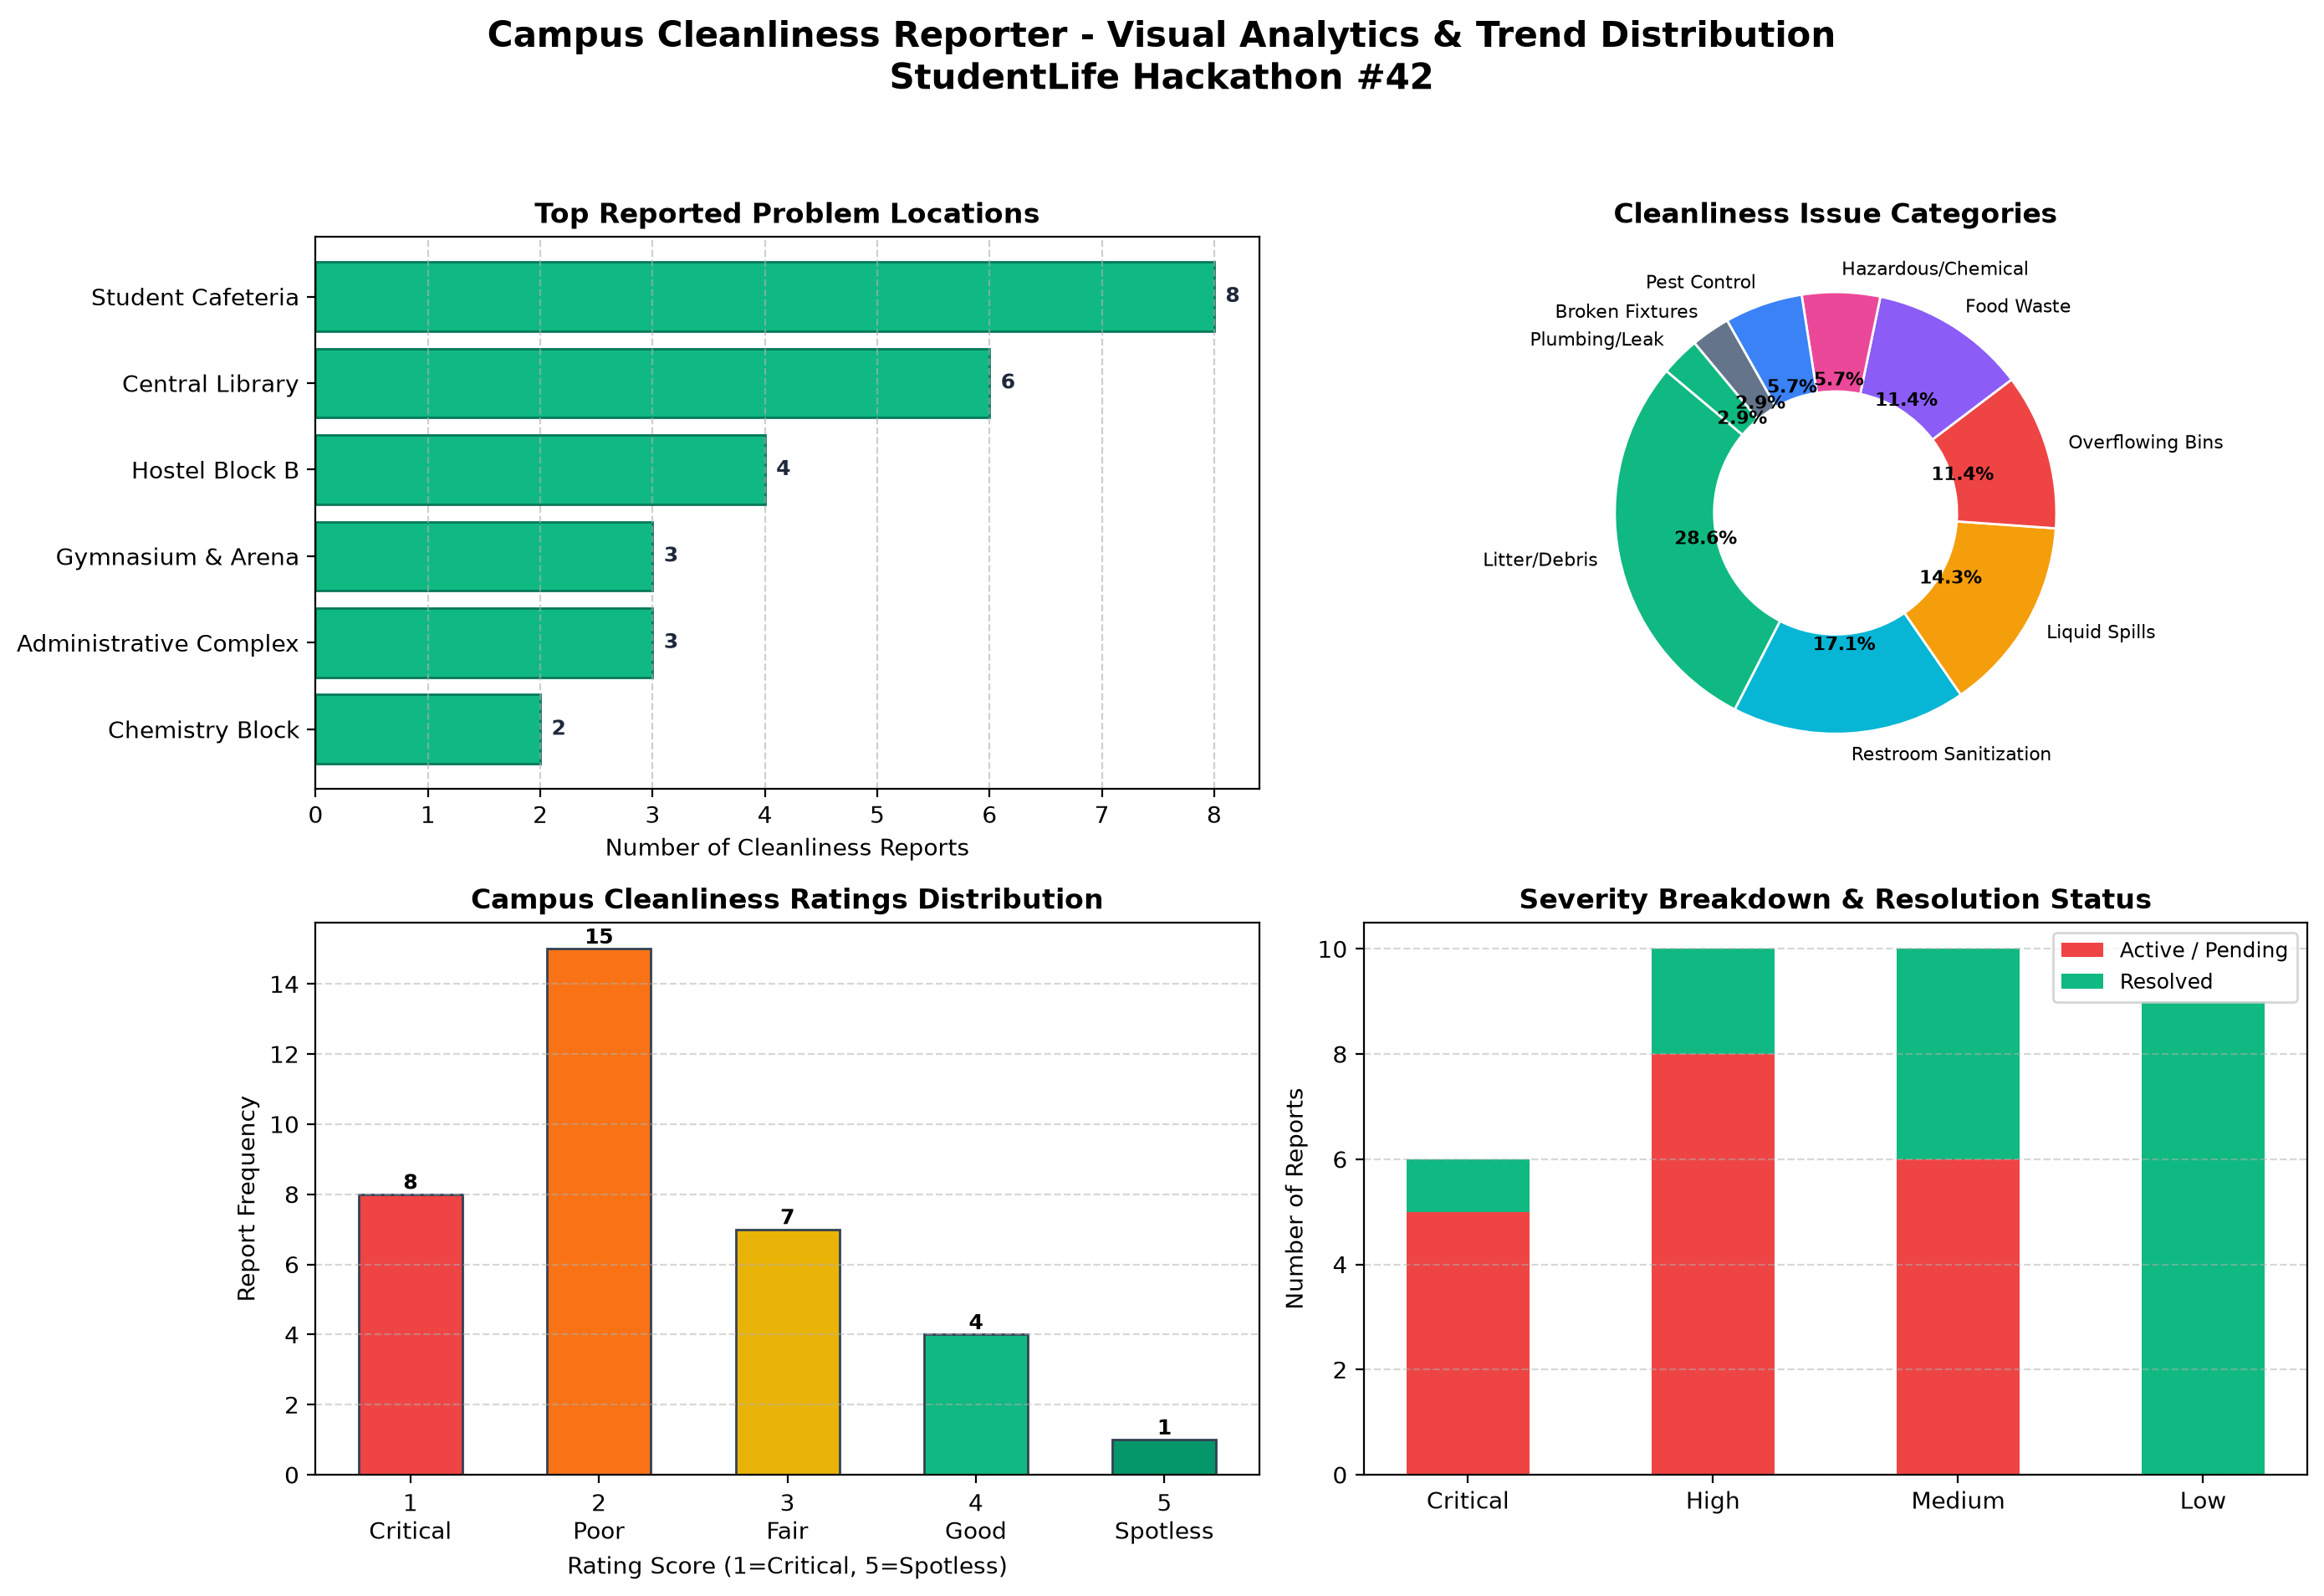 Campus Cleanliness Reporter - Visual Analytics & Trend Distribution
StudentLife Hackathon #42
Top Reported Problem Locations
Student Cafeteria
8
Central Library
6
Hostel Block B
4
Gymnasium & Arena
3
Administrative Complex
3
Chemistry Block
2
0 1 2 3 4 5 6 7 8
Number of Cleanliness Reports
Cleanliness Issue Categories
Hazardous/Chemical
Pest Control
Food Waste
Broken Fixtures
Plumbing/Leak
5.7%
5.7%
2.9%
11.4%
2.9%
Overflowing Bins
11.4%
28.6%
Litter/Debris
14.3%
Liquid Spills
17.1%
Restroom Sanitization
Campus Cleanliness Ratings Distribution
Report Frequency
14
12
10
8
6
4
2
0
8
15
7
4
1
1
Critical
2
Poor
3
Fair
4
Good
5
Spotless
Rating Score (1=Critical, 5=Spotless)
Severity Breakdown & Resolution Status
Active / Pending
Resolved
Number of Reports
10
8
6
4
2
0
Critical
High
Medium
Low